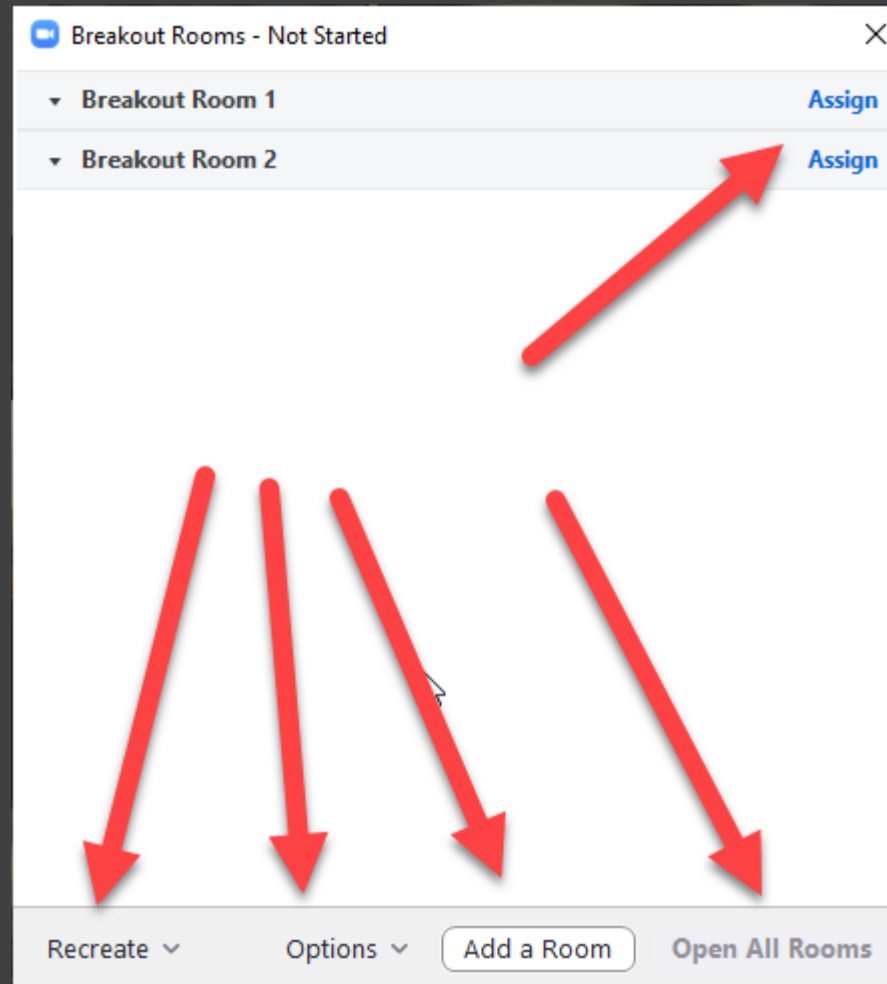 Breakout Rooms - Not Started
Breakout Room 1 Assign
Breakout Room 2 Assign
Recreate Options Add a Room Open All Rooms